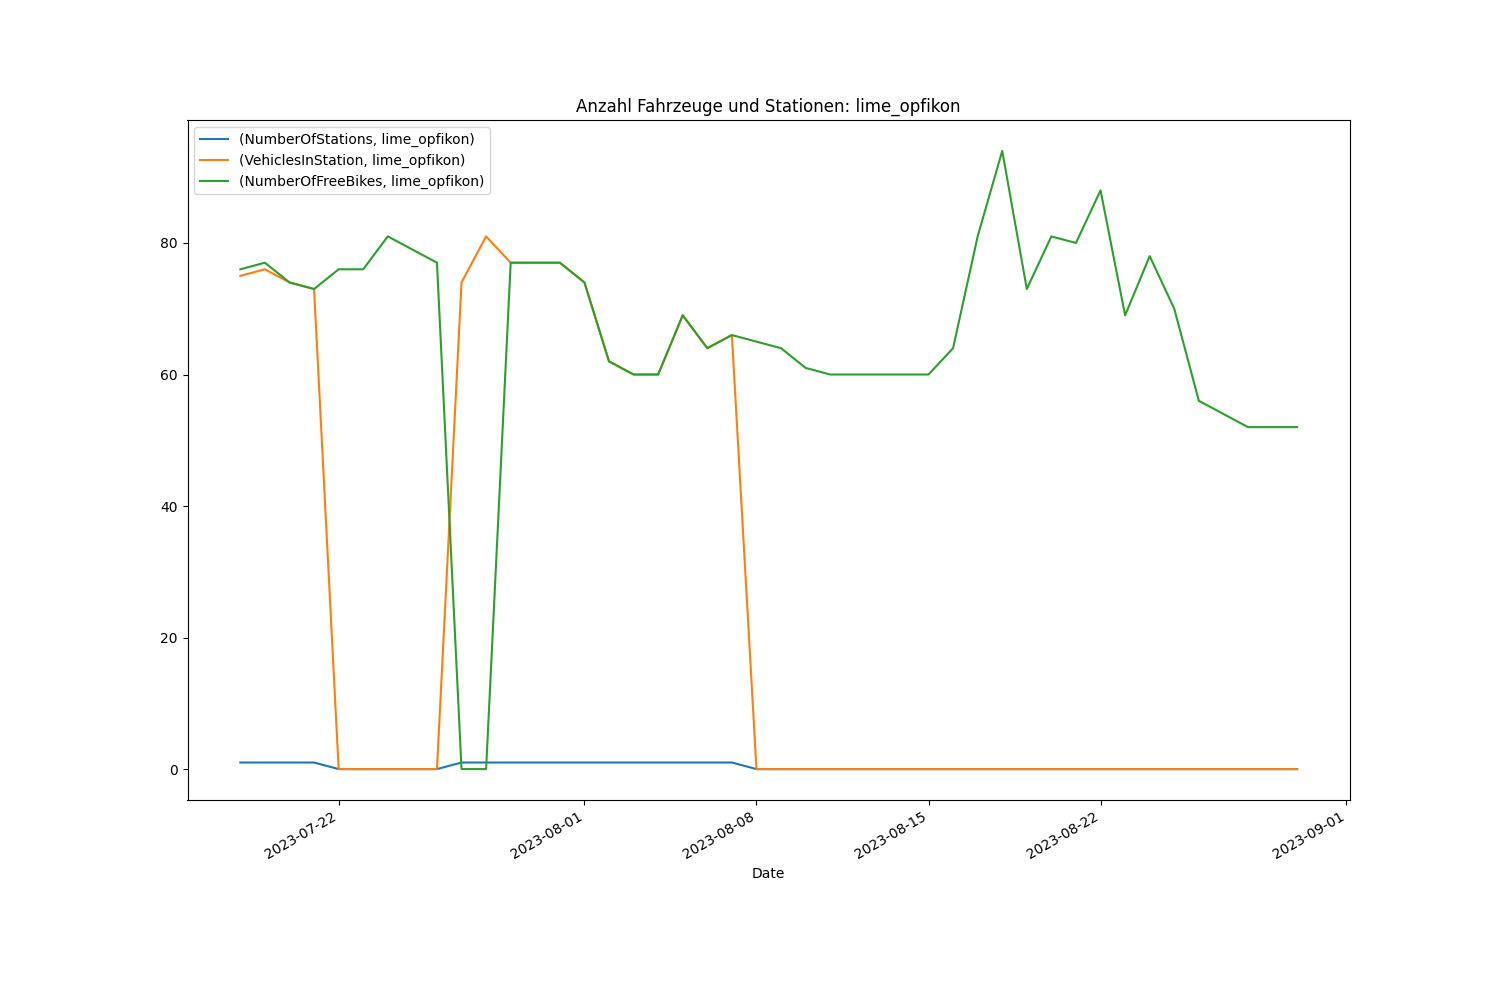 Anzahl Fahrzeuge und Stationen: lime_opfikon
(NumberOfStations, lime_opfikon)
(VehiclesInStation, lime_opfikon)
(NumberOfFreeBikes, lime_opfikon)
80
60
40
20
0
2023-07-22
2023-08-01
2023-08-08
2023-08-15
2023-08-22
2023-09-01
Date